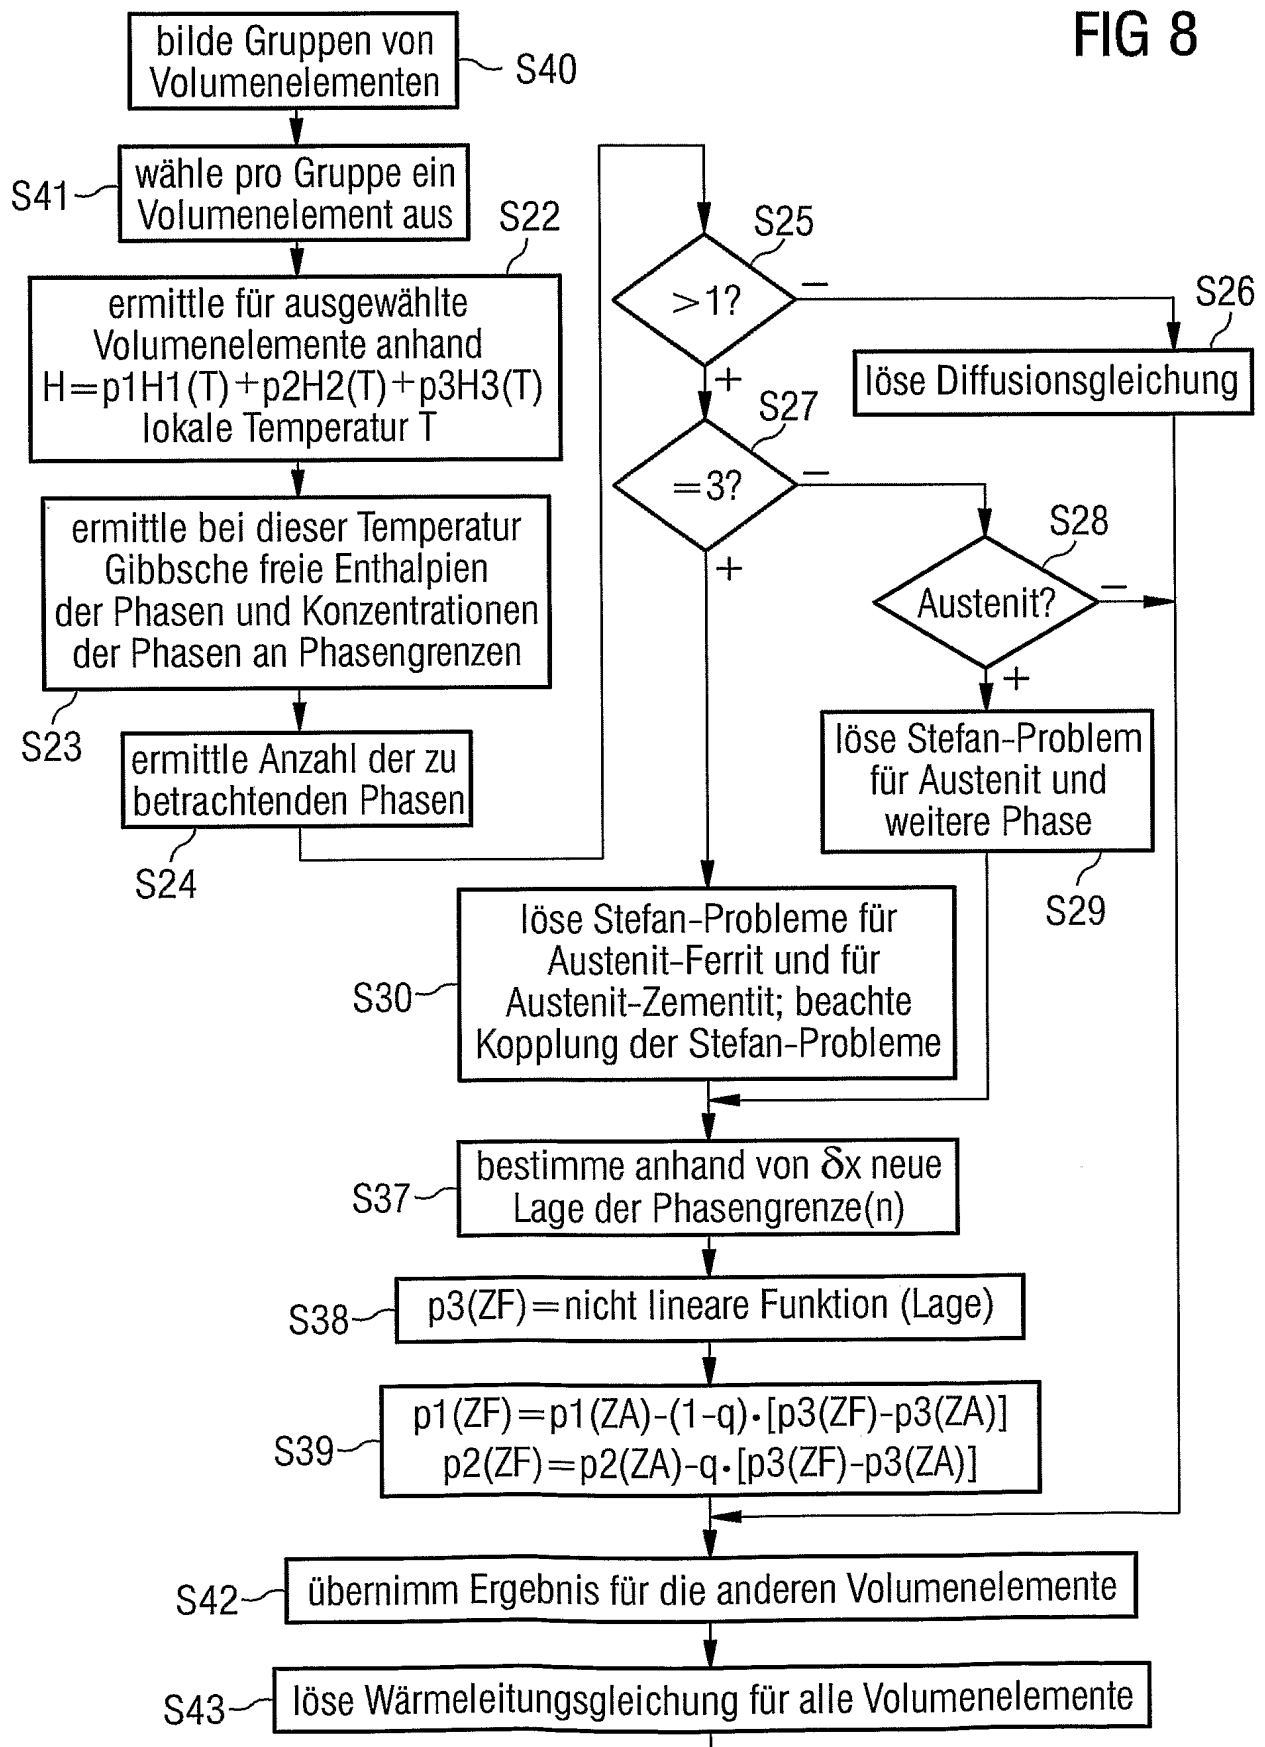 FIG 8
bilde Gruppen von
Volumenelementen
S40
wähle pro Gruppe ein
Volumenelement aus
S41
S22
ermittle für ausgewählte
Volumenelemente anhand
H=p1H1(T)+p2H2(T)+p3H3(T)
lokale Temperatur T
ermittle bei dieser Temperatur
Gibbsche freie Enthalpien
der Phasen und Konzentrationen
der Phasen an Phasengrenzen
S23
ermittle Anzahl der zu
betrachtenden Phasen
S24
S25
>1?
−
+
S26
löse Diffusionsgleichung
S27
=3?
−
+
S28
Austenit?
−
+
löse Stefan-Problem
für Austenit und
weitere Phase
S29
löse Stefan-Probleme für
Austenit-Ferrit und für
Austenit-Zementit; beachte
Kopplung der Stefan-Probleme
S30
bestimme anhand von δx neue
Lage der Phasengrenze(n)
S37
p3(ZF)=nicht lineare Funktion (Lage)
S38
p1(ZF)=p1(ZA)-(1-q)·[p3(ZF)-p3(ZA)]
p2(ZF)=p2(ZA)-q·[p3(ZF)-p3(ZA)]
S39
übernimm Ergebnis für die anderen Volumenelemente
S42
löse Wärmeleitungsgleichung für alle Volumenelemente
S43